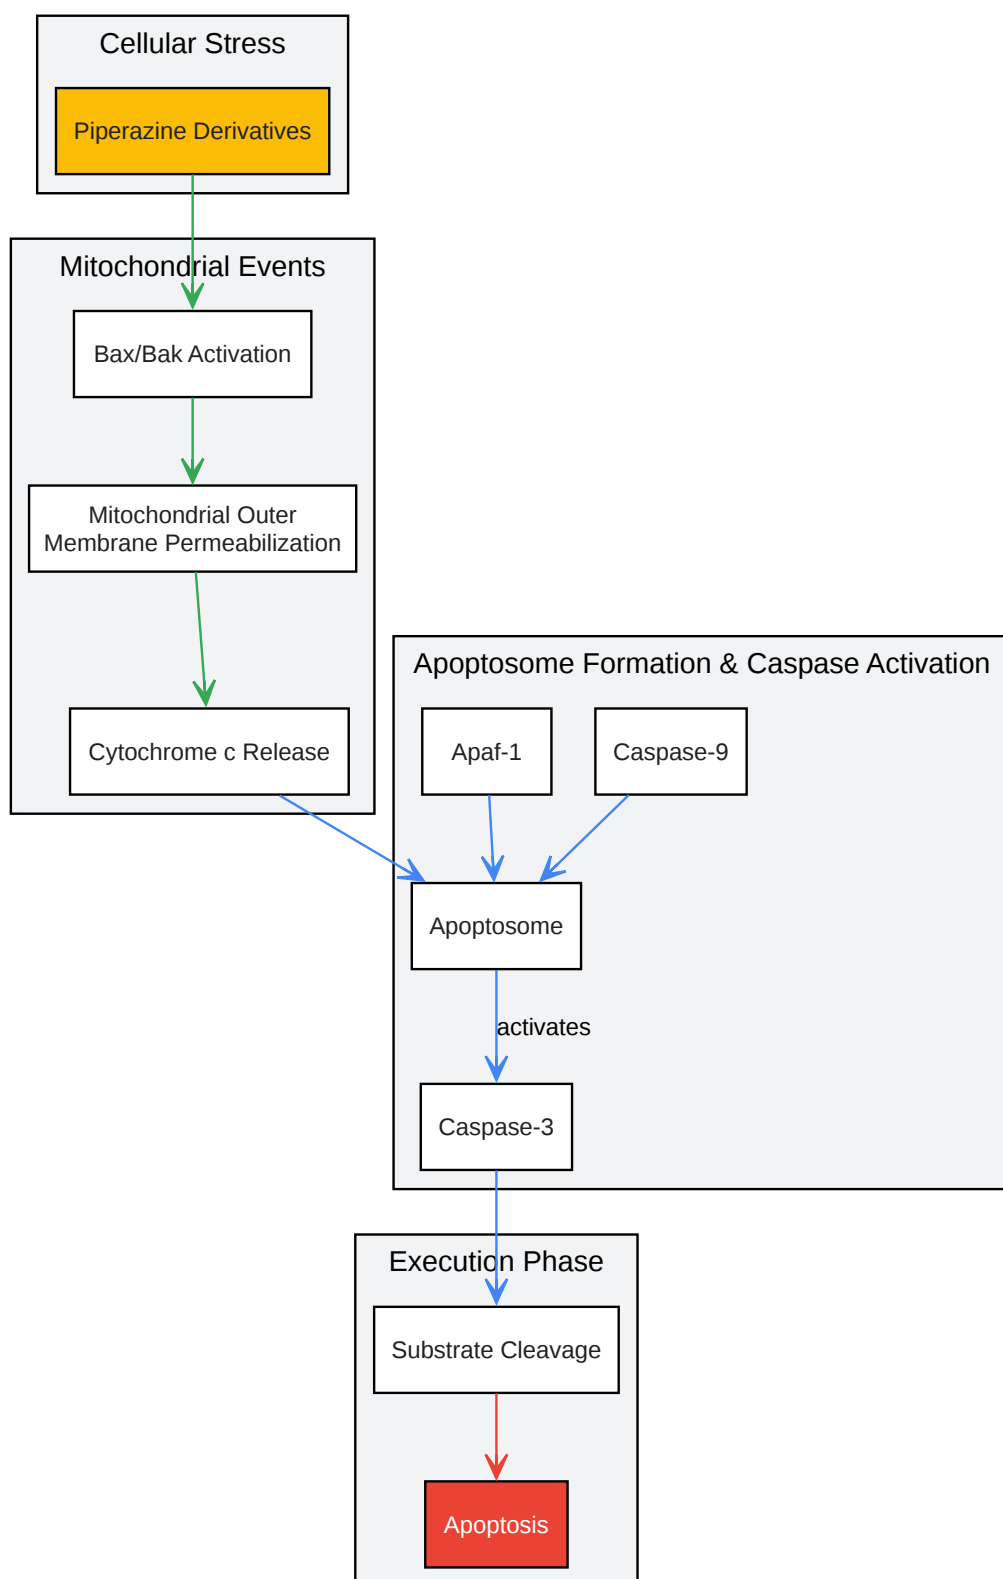 Cellular Stress
Piperazine Derivatives
Mitochondrial Events
Bax/Bak Activation
Mitochondrial Outer
Membrane Permeabilization
Cytochrome c Release
Apoptosome Formation & Caspase Activation
Apaf-1
Caspase-9
Apoptosome
activates
Caspase-3
Execution Phase
Substrate Cleavage
Apoptosis